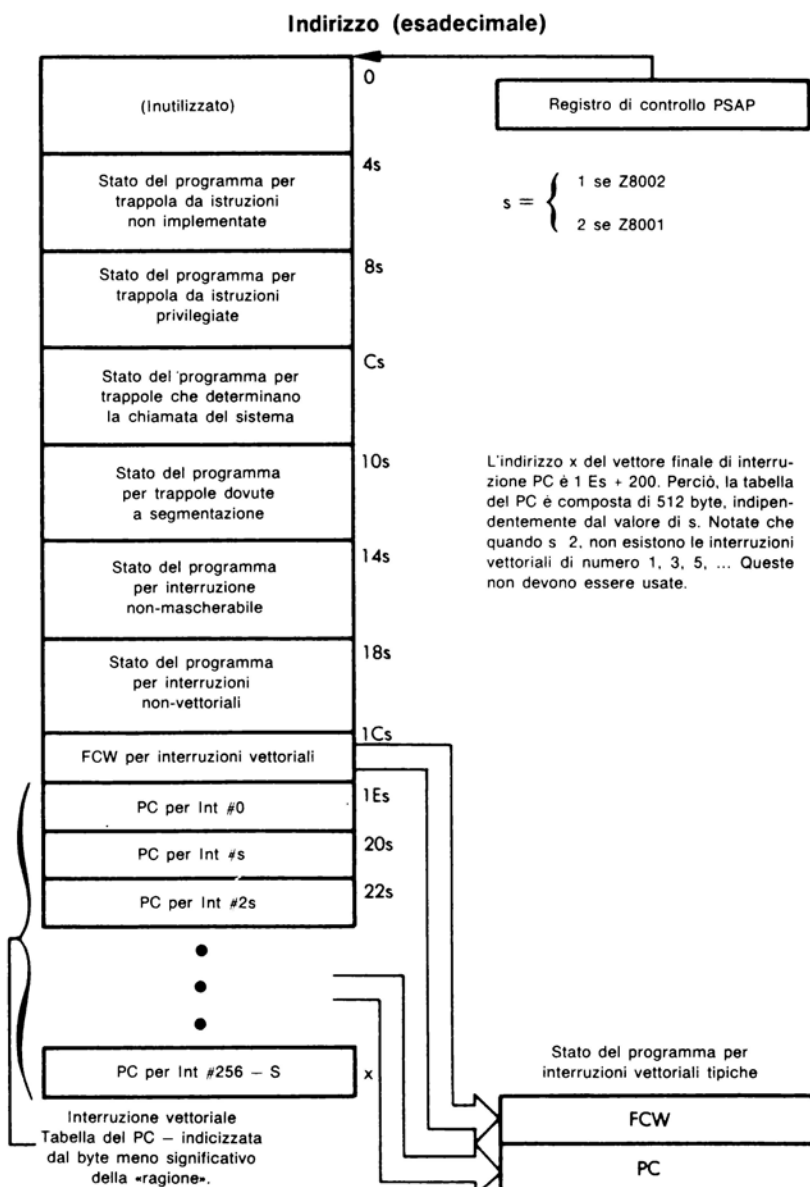 Indirizzo (esadecimale)
0
(Inutilizzato)
Registro di controllo PSAP
4s
Stato del programma per
trappola da istruzioni
non implementate
s = { 1 se Z8002
2 se Z8001
8s
Stato del programma per
trappola da istruzioni
privilegiate
Cs
Stato del programma per
trappole che determinano
la chiamata del sistema
10s
Stato del programma
per trappole dovute
a segmentazione
L'indirizzo x del vettore finale di interru-
zione PC è 1 Es + 200. Perciò, la tabella
del PC è composta di 512 byte, indipen-
dentemente dal valore di s. Notate che
quando s 2, non esistono le interruzioni
vettoriali di numero 1, 3, 5, ... Queste
non devono essere usate.
14s
Stato del programma
per interruzione
non-mascherabile
18s
Stato del programma
per interruzioni
non-vettoriali
1Cs
FCW per interruzioni vettoriali
1Es
PC per Int #0
20s
PC per Int #s
22s
PC per Int #2s
PC per Int #256 – S
x
Interruzione vettoriale
Tabella del PC – indicizzata
dal byte meno significativo
della «ragione».
Stato del programma per
interruzioni vettoriali tipiche
FCW
PC